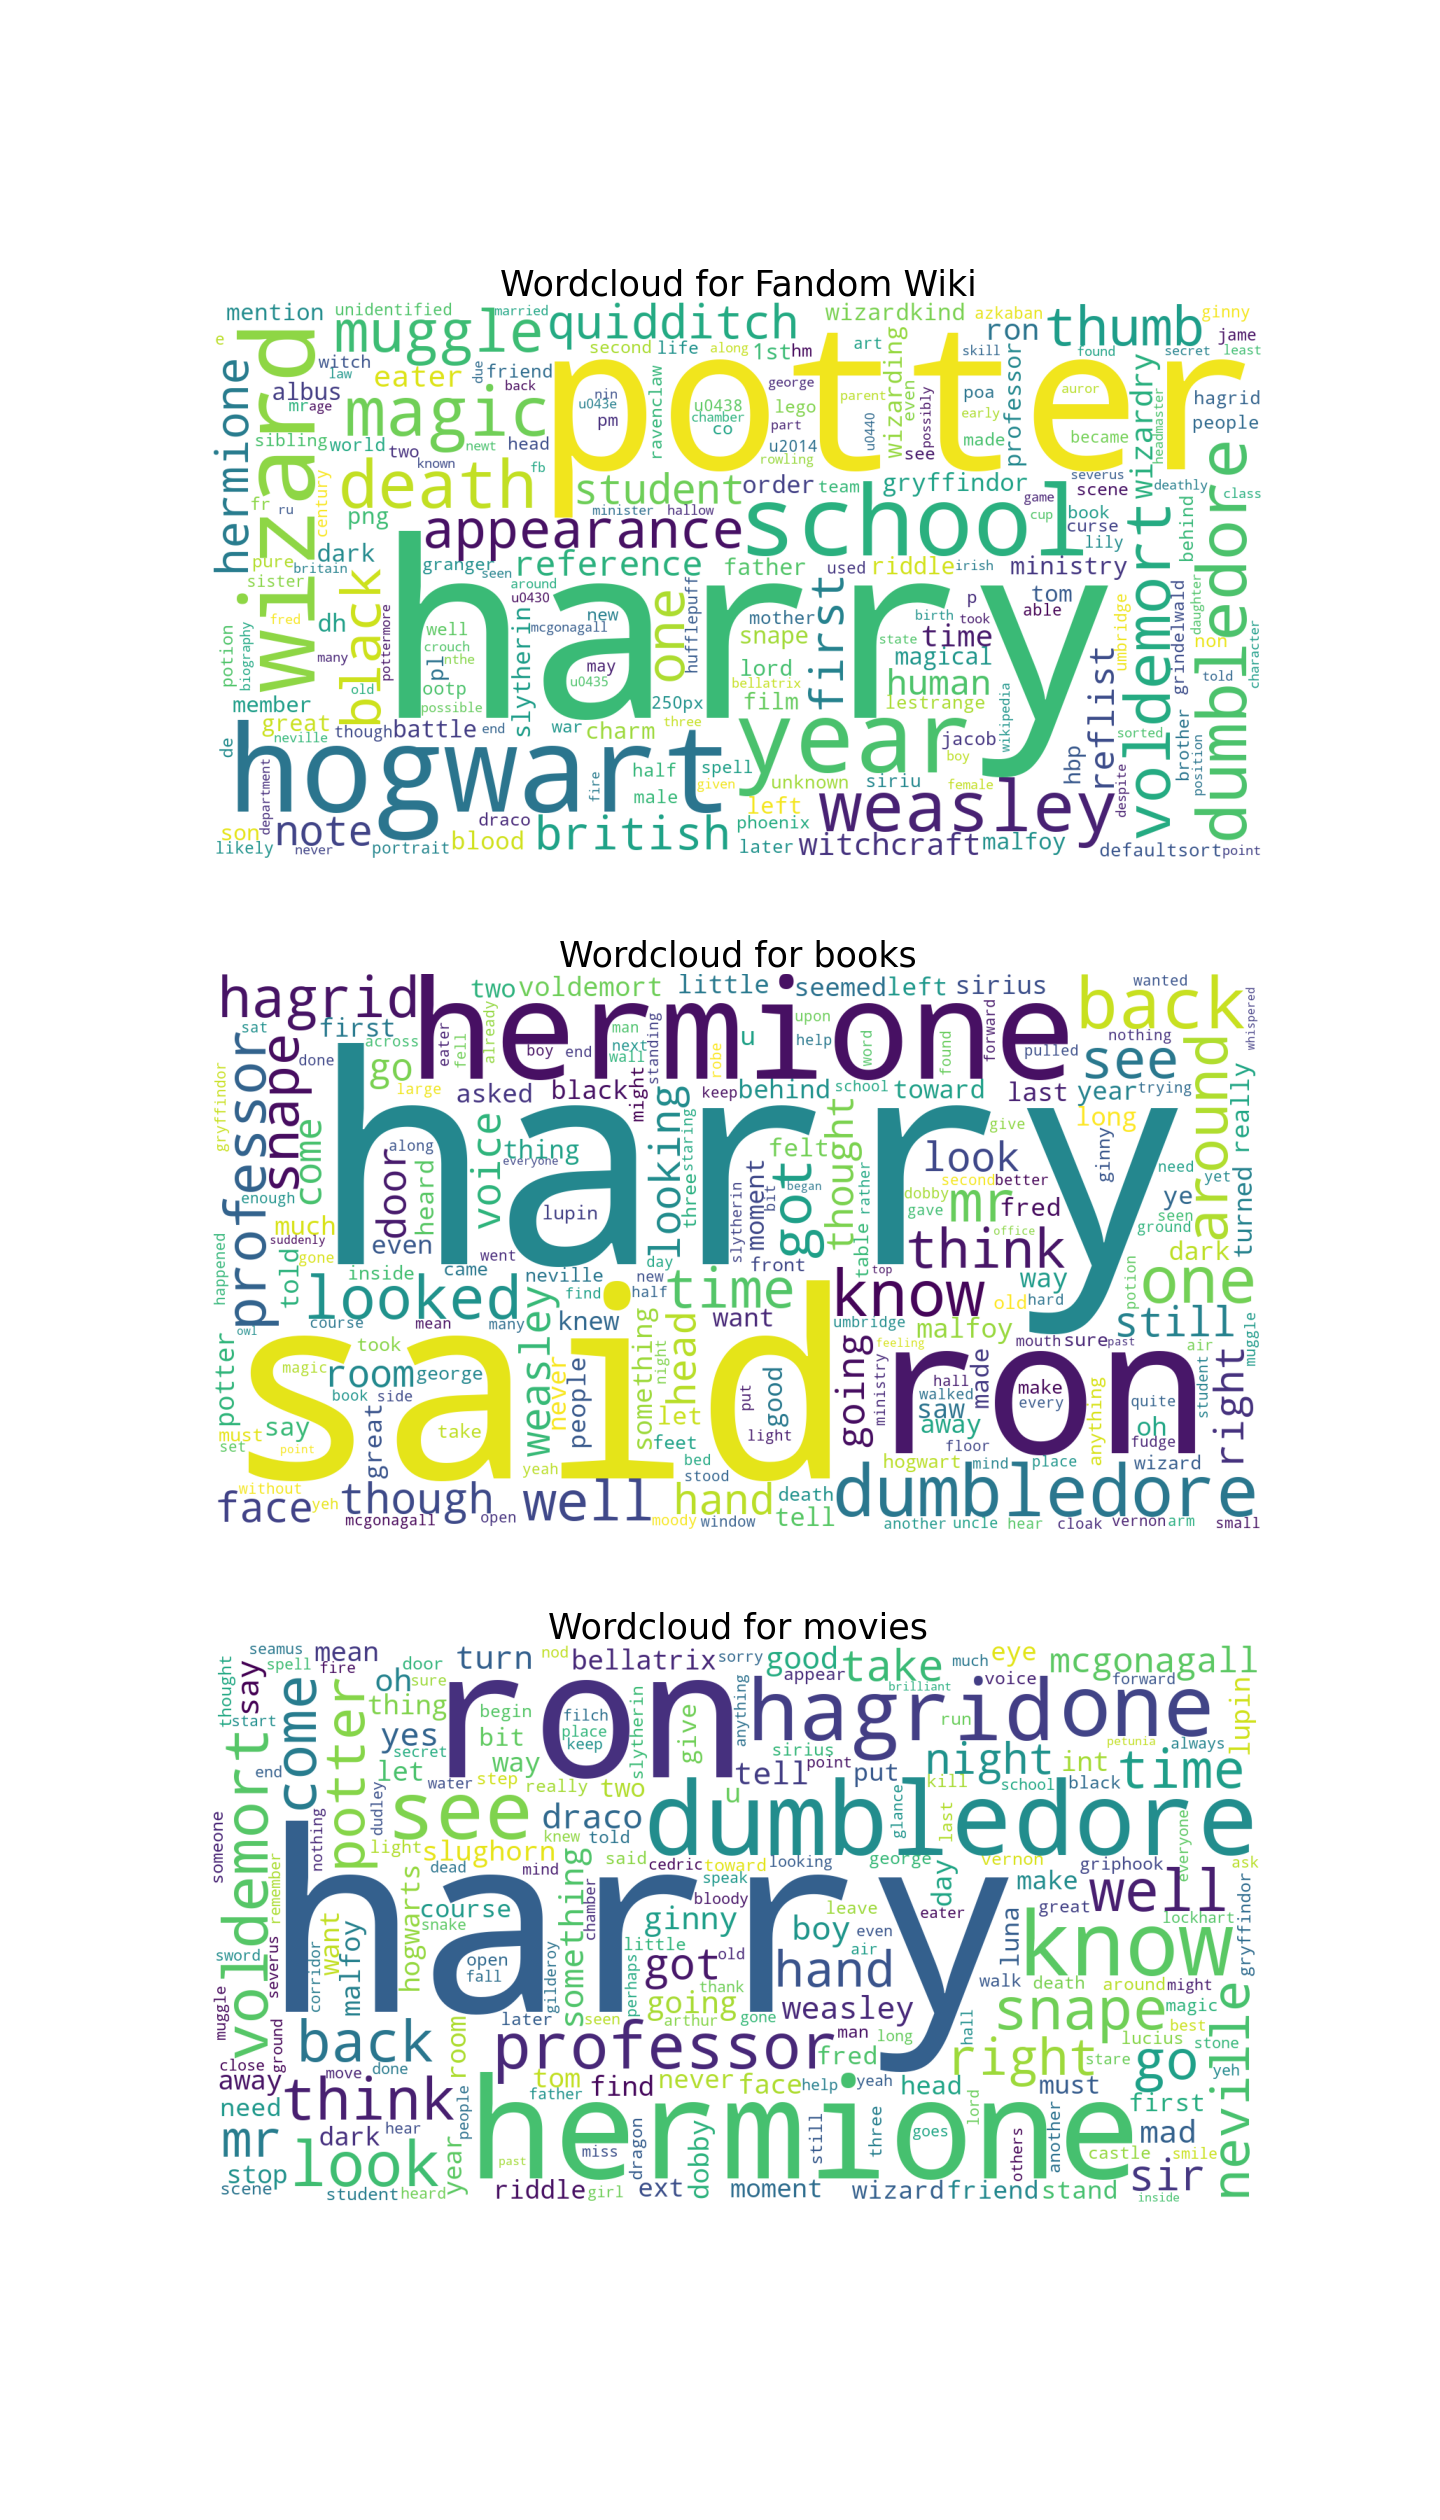 Wordcloud for Fandom Wiki
mention unidentified married quidditch wizardkind azkaban ginny
e muggle ron thumb jame
witch second life along 1st hm art skill found secret least
law eater due friend potter
wizard albus back george parent poa auror hagrid
mr age magic nin u043e u0438 lego early people
hermione pm chamber co part u0440 wizarding even possibly professor made became headmaster wizardry
sibling world two newt head ravenclaw u2014 see
known fb rowling
death student order team gryffindor severus scene deathly
fr ru century png minister hallow game cup book class
appearance school curse behind
dark granger reference father used riddle irish ministry lily
pure britain seen around
sister harry u0430 hufflepuff mother birth took p tom able
fred dh well mcgonagall new snape state time umbridge voldemort grindelwald daughter non dumbledore
potion biography many pottermore black crouch nthe may one lord first magical told character
pl u0435 bellatrix human
old ootp slytherin 250px film lestrange reflist wikipedia
member possible
great though battle end war charm three year jacob sorted
de neville boy hbp brother position
hogwart half spell unknown siriu female despite
department fire male given left weasley
son note draco british phoenix
likely never portrait blood later witchcraft malfoy defaultsort point
Wordcloud for books
hagrid two voldemort little seemed left sirius back wanted whispered
sat first hermione upon man nothing
across eater fell already boy end next wall standing u help word found forward pulled see
done go large asked black might robe keep behind school toward last year trying
gryffindor professor snape harry give long around really
come along voice thing everyone looking three staring felt thought look ginny need yet turned
door heard lupin moment bit began got rather second better
enough dobby mr fred ye seen
much gave ground
suddenly even went slytherin table office think dark
happened told gone inside came neville day new front top know way one
looked find half time old hard potion
owl course mean many knew want umbridge malfoy still
said took something night feeling mouth sure past air muggle
potter magic room george weasley never people head going ministry hall made ron make student right
book side put good walked saw every quite
must say great take let light away anything oh
set point feet floor fudge
without yeah bed stood hogwart mind place wizard
face yeh though well hand death dumbledore
mcgonagall open moody window tell another uncle hear cloak vernon arm small
Wordcloud for movies
seamus mean turn nod bellatrix sorry good take much eye mcgonagall
thought spell fire door appear brilliant voice forward
say oh sure ron hagrid one lupin
start come potter thing begin filch slytherin give anything run
yes bit place petunia always
secret keep sirius night int
end let way tell point put time
voldemort water step really two u kill school black
dudley see draco dumbledore glance last
nothing light knew told everyone
someone slughorn said cedric toward looking george vernon griphook ask
remember dead mind speak day make
harry something chamber bloody eater great well
hogwarts course ginny leave boy even luna lockhart gryffindor
want snake little air know
sword severus corridor malfoy open fall gilderoy perhaps got old hand walk death around might
muggle thank snape magic
going weasley best
later seen arthur gone
back room professor man long hall lucius stone
close ground done fred right stare go yeh neville
away move tom find never face help yeah head must
need think people father lord first
mr dark hear still three another mad
look year dragon miss hermione goes others castle smile
stop past dobby sir
scene student heard riddle girl ext moment wizard friend stand inside